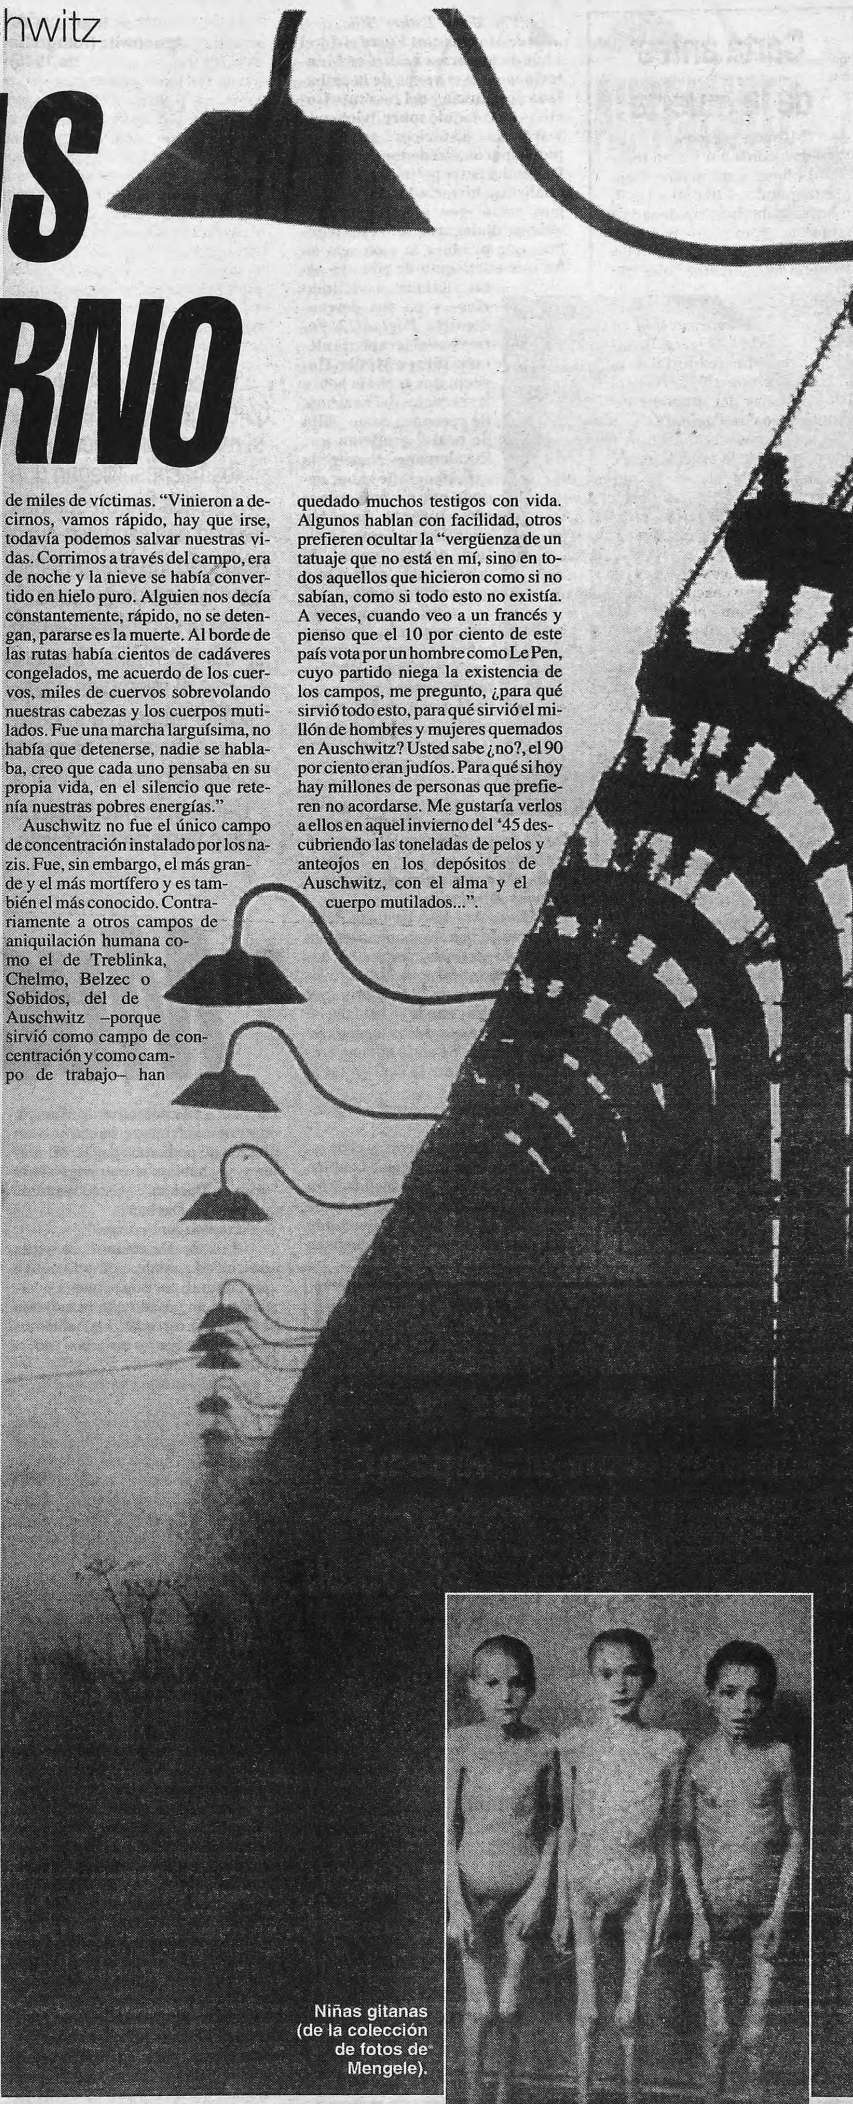 hwitz
IS
RNO
de miles de víctimas. “Vinieron a de-
cirnos, vamos rápido, hay que irse,
todavía podemos salvar nuestras vi-
das. Corrimos a través del campo, era
de noche y la nieve se había conver-
tido en hielo puro. Alguien nos decía
constantemente, rápido, no se deten-
gan, pararse es la muerte. Al borde de
las rutas había cientos de cadáveres
congelados, me acuerdo de los cuer-
vos, miles de cuervos sobrevolando
nuestras cabezas y los cuerpos muti-
lados. Fue una marcha larguísima, no
había que detenerse, nadie se habla-
ba, creo que cada uno pensaba en su
propia vida, en el silencio que rete-
nía nuestras pobres energías.”
Auschwitz no fue el único campo
de concentración instalado por los na-
zis. Fue, sin embargo, el más gran-
de y el más mortífero y es tam-
bién el más conocido. Contra-
riamente a otros campos de
aniquilación humana co-
mo el de Treblinka,
Chelmo, Belzec o
Sobidos, del de
Auschwitz –porque
sirvió como campo de con-
centración y como cam-
po de trabajo– han
quedado muchos testigos con vida.
Algunos hablan con facilidad, otros
prefieren ocultar la “vergüenza de un
tatuaje que no está en mí, sino en to-
dos aquellos que hicieron como si no
sabían, como si todo esto no existía.
A veces, cuando veo a un francés y
pienso que el 10 por ciento de este
país vota por un hombre como Le Pen,
cuyo partido niega la existencia de
los campos, me pregunto, ¿para qué
sirvió todo esto, para qué sirvió el mi-
llón de hombres y mujeres quemados
en Auschwitz? Usted sabe ¿no?, el 90
por ciento eran judíos. Para qué si hoy
hay millones de personas que prefie-
ren no acordarse. Me gustaría verlos
a ellos en aquel invierno del ‘45 des-
cubriendo las toneladas de pelos y
anteojos en los depósitos de
Auschwitz, con el alma y el
cuerpo mutilados...”.
Niñas gitanas
(de la colección
de fotos de
Mengele).